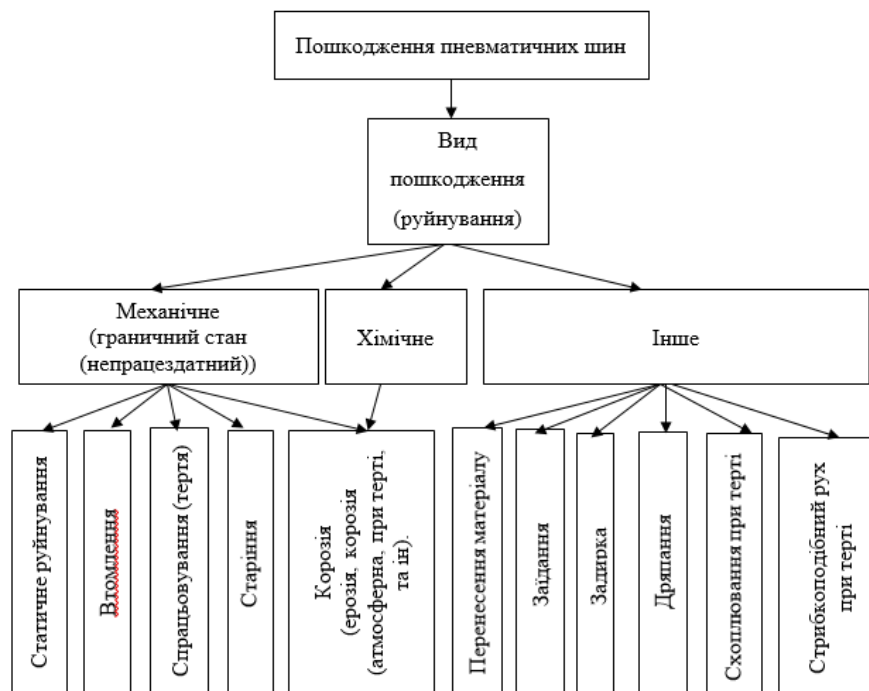 Пошкодження пневматичних шин
Вид
пошкодження
(руйнування)
Механічне
(граничний стан
(непрацездатний))
Хімічне
Інше
Статичне руйнування
Втомлення
Спрацьовування (тертя)
Старіння
Корозія
(ерозія, корозія
(атмосферна, при терті,
та ін).
Перенесення матеріалу
Заїдання
Задирка
Дряпання
Схоплювання при терті
Стрибкоподібний рух
при терті